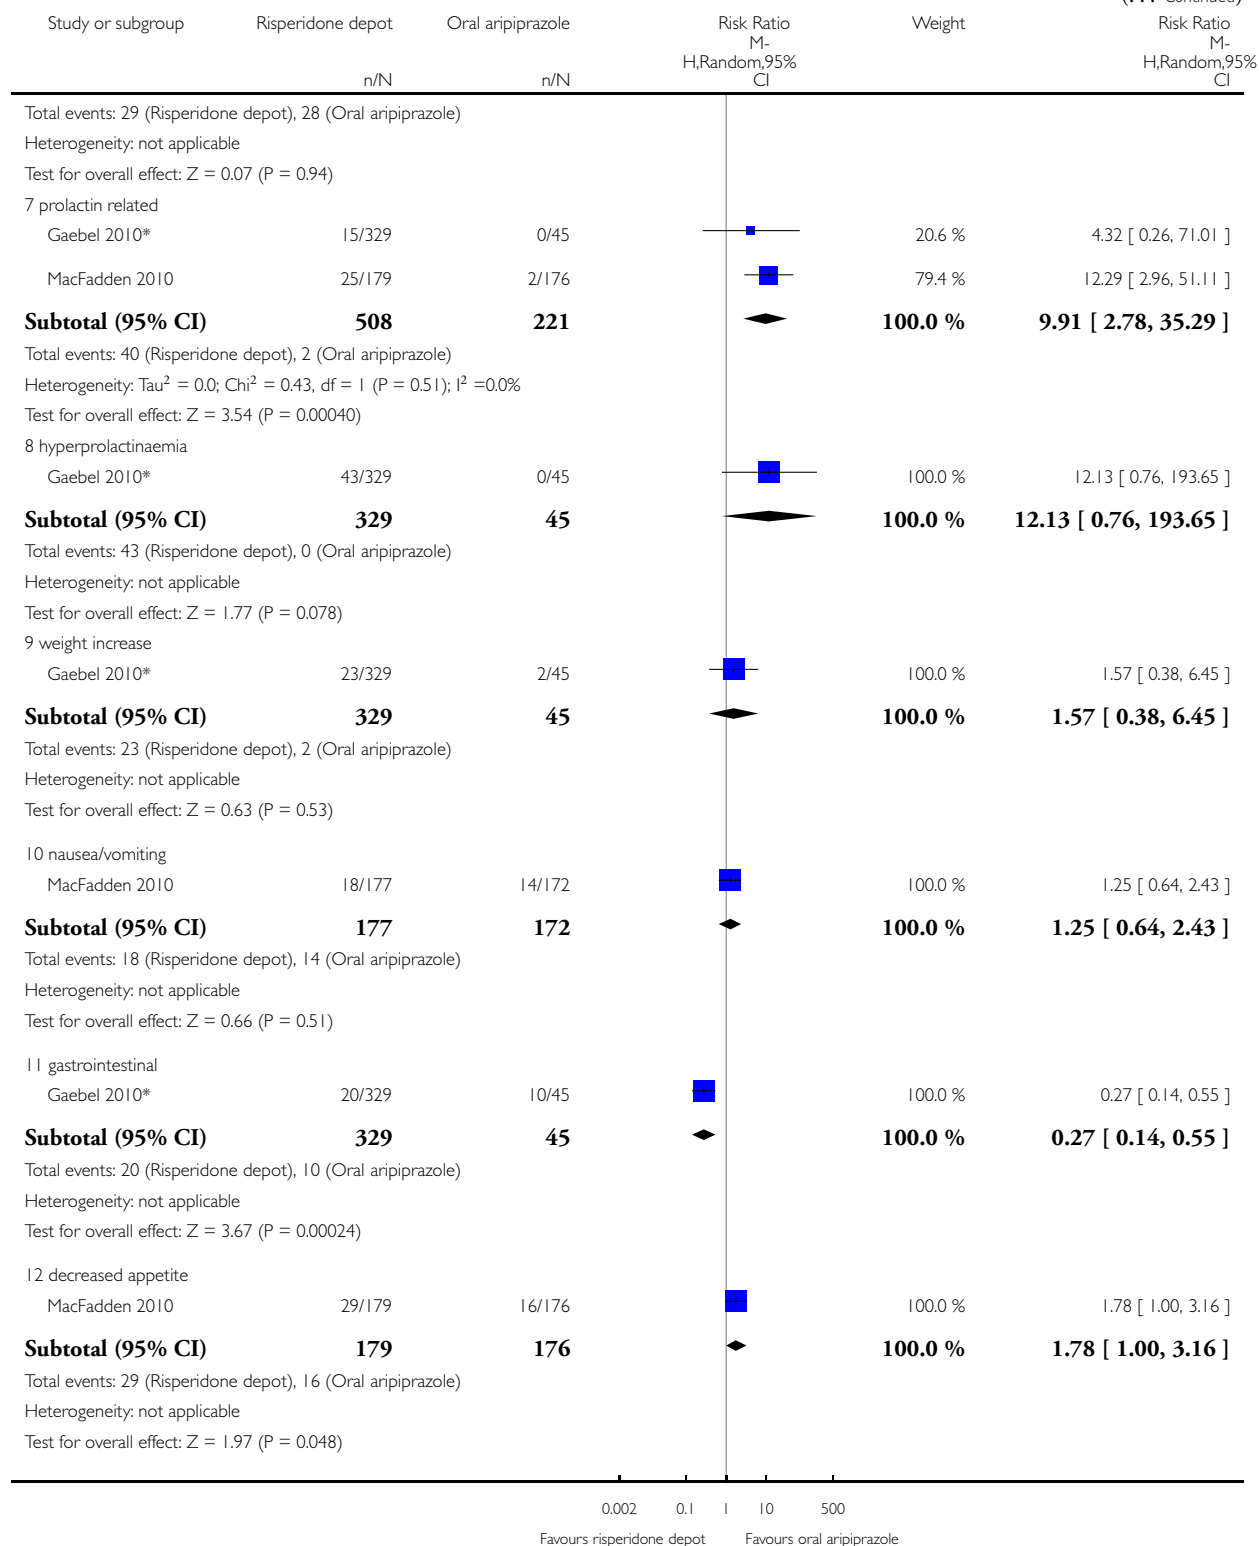 (. . . Continued)
Study or subgroup Risperidone depot Oral aripiprazole Risk Ratio Weight Risk Ratio
M- M-
H,Random,95% H,Random,95%
n/N n/N CI CI
Total events: 29 (Risperidone depot), 28 (Oral aripiprazole)
Heterogeneity: not applicable
Test for overall effect: Z = 0.07 (P = 0.94)
7 prolactin related
Gaebel 2010* 15/329 0/45 20.6 % 4.32 [ 0.26, 71.01 ]
MacFadden 2010 25/179 2/176 79.4 % 12.29 [ 2.96, 51.11 ]
Subtotal (95% CI) 508 221 100.0 % 9.91 [ 2.78, 35.29 ]
Total events: 40 (Risperidone depot), 2 (Oral aripiprazole)
Heterogeneity: Tau² = 0.0; Chi² = 0.43, df = 1 (P = 0.51); I² =0.0%
Test for overall effect: Z = 3.54 (P = 0.00040)
8 hyperprolactinaemia
Gaebel 2010* 43/329 0/45 100.0 % 12.13 [ 0.76, 193.65 ]
Subtotal (95% CI) 329 45 100.0 % 12.13 [ 0.76, 193.65 ]
Total events: 43 (Risperidone depot), 0 (Oral aripiprazole)
Heterogeneity: not applicable
Test for overall effect: Z = 1.77 (P = 0.078)
9 weight increase
Gaebel 2010* 23/329 2/45 100.0 % 1.57 [ 0.38, 6.45 ]
Subtotal (95% CI) 329 45 100.0 % 1.57 [ 0.38, 6.45 ]
Total events: 23 (Risperidone depot), 2 (Oral aripiprazole)
Heterogeneity: not applicable
Test for overall effect: Z = 0.63 (P = 0.53)
10 nausea/vomiting
MacFadden 2010 18/177 14/172 100.0 % 1.25 [ 0.64, 2.43 ]
Subtotal (95% CI) 177 172 100.0 % 1.25 [ 0.64, 2.43 ]
Total events: 18 (Risperidone depot), 14 (Oral aripiprazole)
Heterogeneity: not applicable
Test for overall effect: Z = 0.66 (P = 0.51)
11 gastrointestinal
Gaebel 2010* 20/329 10/45 100.0 % 0.27 [ 0.14, 0.55 ]
Subtotal (95% CI) 329 45 100.0 % 0.27 [ 0.14, 0.55 ]
Total events: 20 (Risperidone depot), 10 (Oral aripiprazole)
Heterogeneity: not applicable
Test for overall effect: Z = 3.67 (P = 0.00024)
12 decreased appetite
MacFadden 2010 29/179 16/176 100.0 % 1.78 [ 1.00, 3.16 ]
Subtotal (95% CI) 179 176 100.0 % 1.78 [ 1.00, 3.16 ]
Total events: 29 (Risperidone depot), 16 (Oral aripiprazole)
Heterogeneity: not applicable
Test for overall effect: Z = 1.97 (P = 0.048)
0.002 0.1 1 10 500
Favours risperidone depot Favours oral aripiprazole